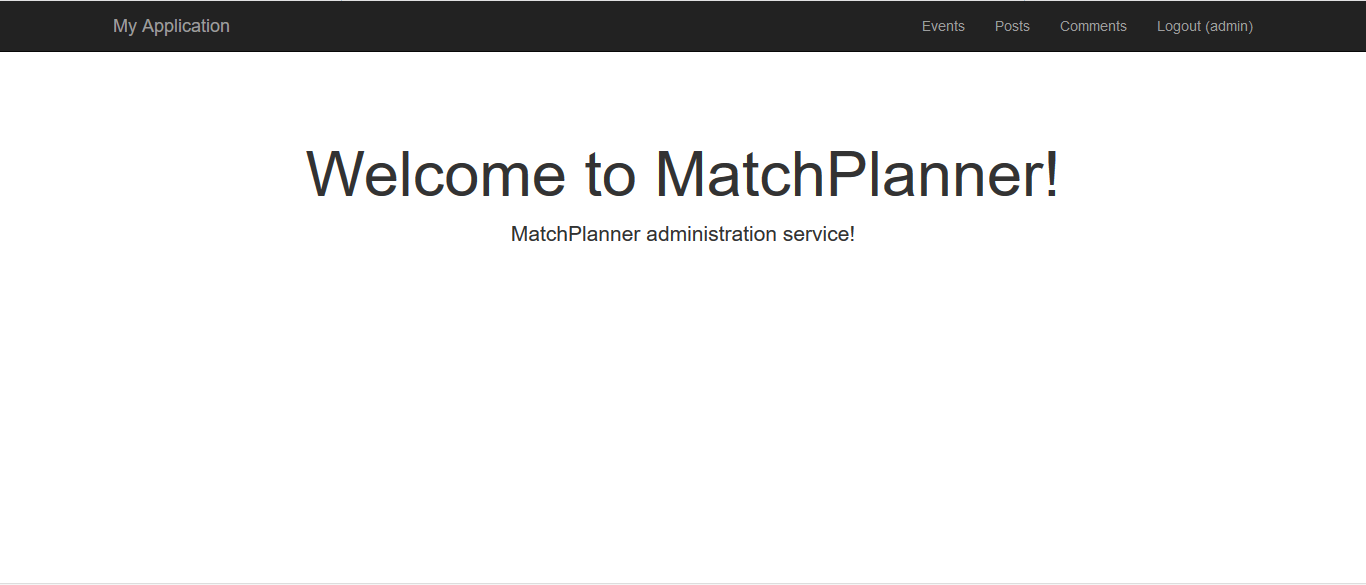 My Application Events Posts Comments Logout (admin)
Welcome to MatchPlanner!
MatchPlanner administration service!